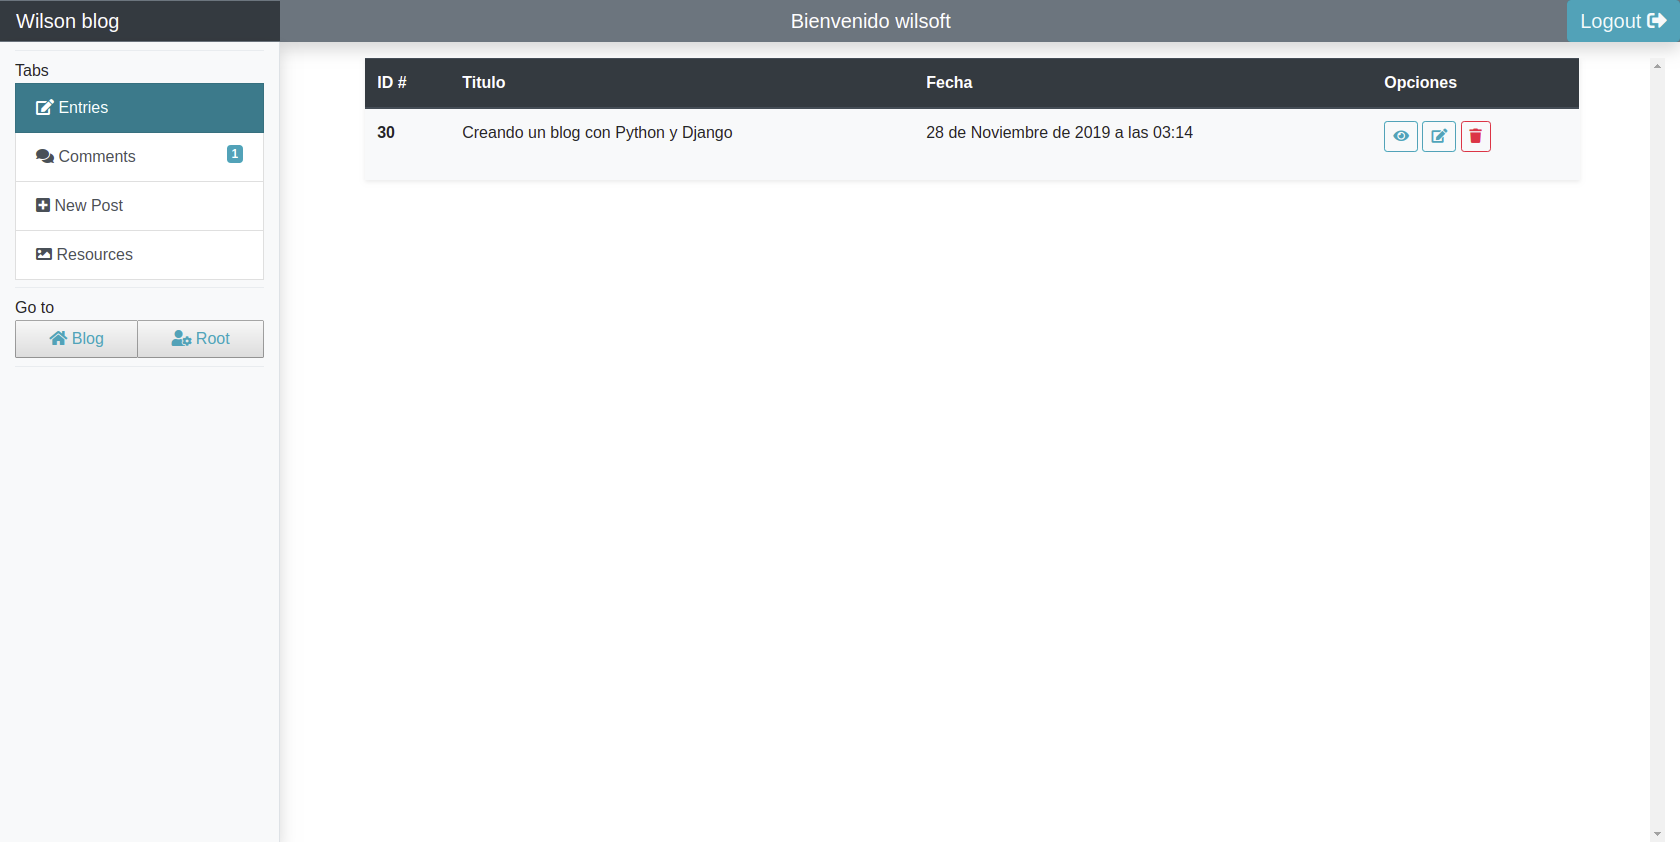 Wilson blog
Bienvenido wilsoft
Logout
Tabs
Entries
Comments 1
New Post
Resources
Go to
Blog Root
ID # Titulo Fecha Opciones
30 Creando un blog con Python y Django 28 de Noviembre de 2019 a las 03:14